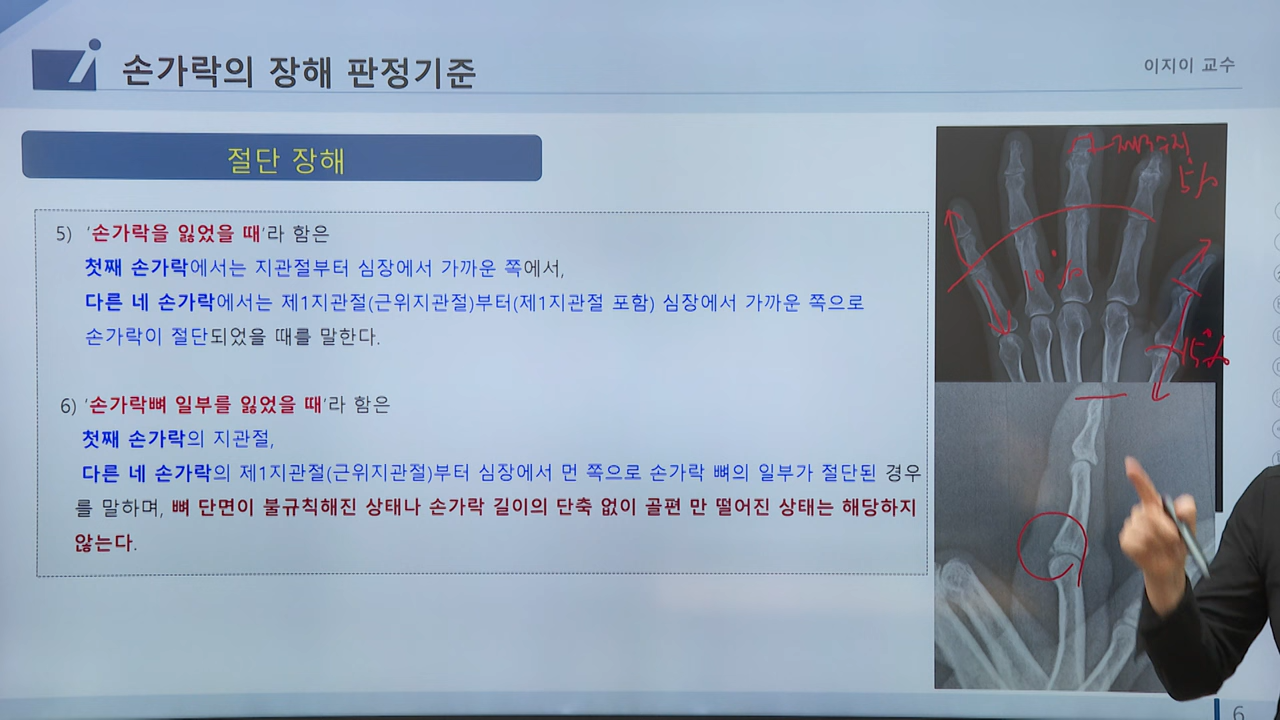 손가락의 장해 판정기준
이지이 교수
절단 장해
5) '손가락을 잃었을 때'라 함은
첫째 손가락에서는 지관절부터 심장에서 가까운 쪽에서,
다른 네 손가락에서는 제1지관절(근위지관절)부터(제1지관절 포함) 심장에서 가까운 쪽으로
손가락이 절단되었을 때를 말한다.
6) '손가락뼈 일부를 잃었을 때'라 함은
첫째 손가락의 지관절,
다른 네 손가락의 제1지관절(근위지관절)부터 심장에서 먼 쪽으로 손가락 뼈의 일부가 절단된 경우
를 말하며, 뼈 단면이 불규칙해진 상태나 손가락 길이의 단축 없이 골편 만 떨어진 상태는 해당하지
않는다.
5%
10%
15%
6